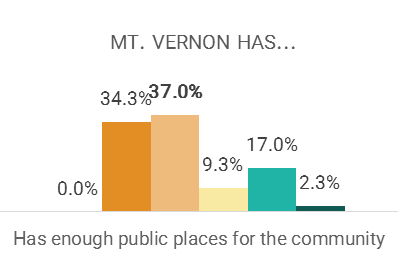 MT. VERNON HAS...
34.3% 37.0%
17.0%
9.3%
0.0%
2.3%
Has enough public places for the community